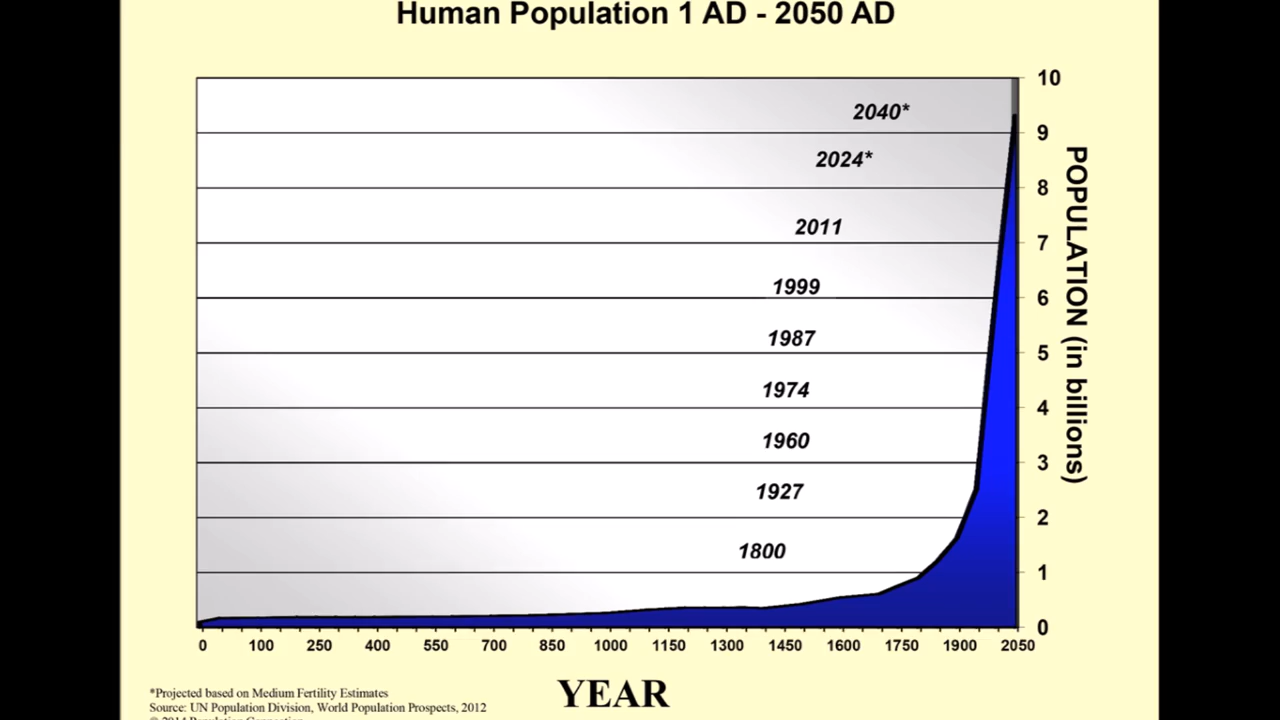 Human Population 1 AD - 2050 AD
10
2040*
9
2024*
8
2011
7
1999
6
1987
5
1974
4
1960
3
1927
2
1800
1
0
POPULATION (in billions)
0 100 250 400 550 700 850 1000 1150 1300 1450 1600 1750 1900 2050
YEAR
*Projected based on Medium Fertility Estimates
Source: UN Population Division, World Population Prospects, 2012
© 2014 Population Connection